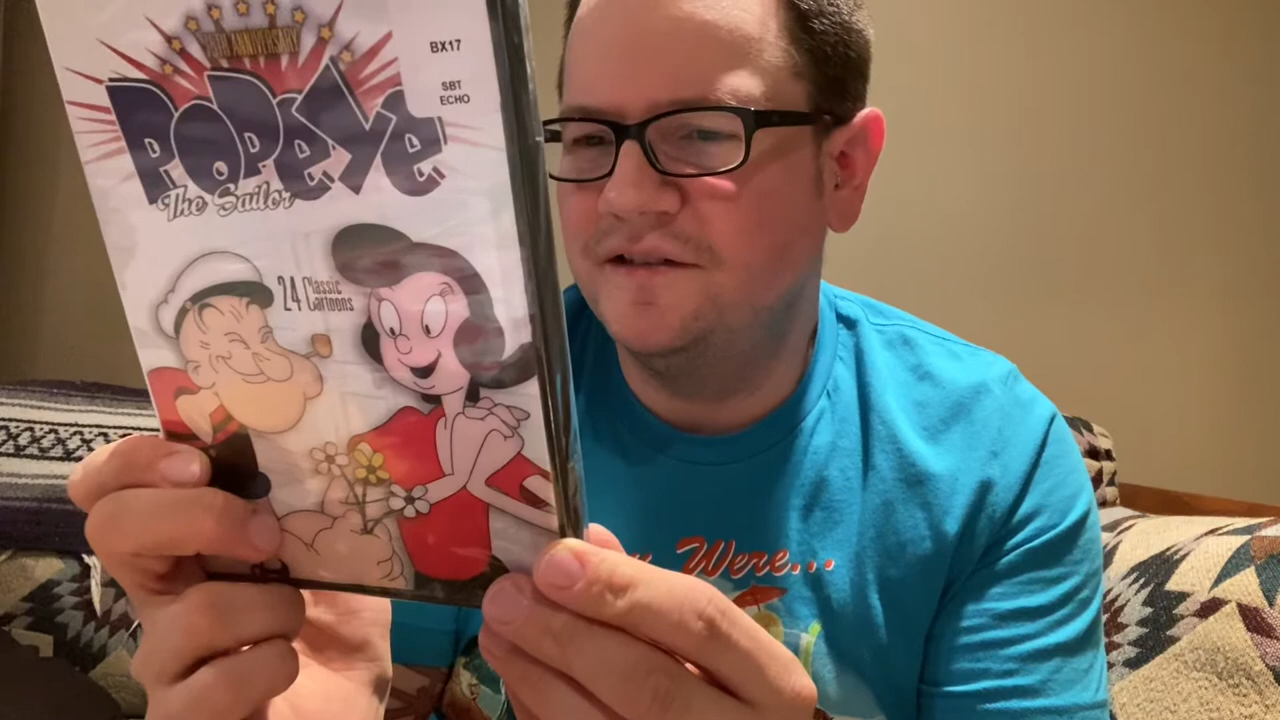 75TH ANNIVERSARY
POPEYE
The Sailor
BX17
SBT
ECHO
24 Classic
Cartoons
Were...